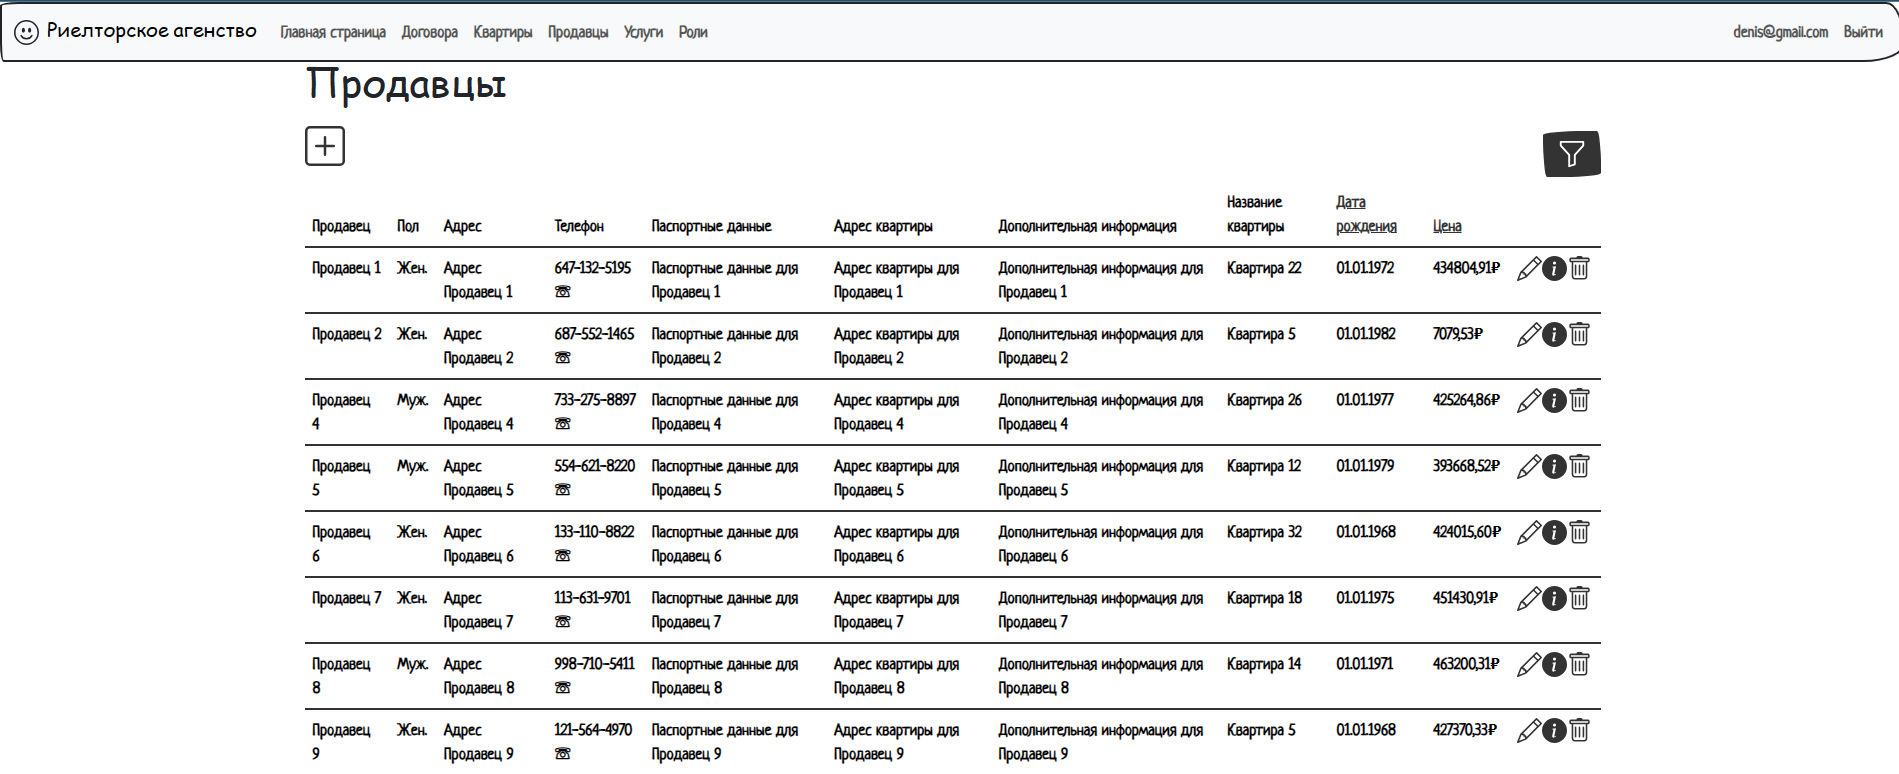 Риелторское агенство Главная страница Договора Квартиры Продавцы Услуги Роли denis@gmail.com Выйти
Продавцы
Название Дата
Продавец Пол Адрес Телефон Паспортные данные Адрес квартиры Дополнительная информация квартиры рождения Цена
Продавец 1 Жен. Адрес 647-132-5195 Паспортные данные для Адрес квартиры для Дополнительная информация для Квартира 22 01.01.1972 434804,91₽
Продавец 1 ☏ Продавец 1 Продавец 1 Продавец 1
Продавец 2 Жен. Адрес 687-552-1465 Паспортные данные для Адрес квартиры для Дополнительная информация для Квартира 5 01.01.1982 7079,53₽
Продавец 2 ☏ Продавец 2 Продавец 2 Продавец 2
Продавец Муж. Адрес 733-275-8897 Паспортные данные для Адрес квартиры для Дополнительная информация для Квартира 26 01.01.1977 425264,86₽
4 Продавец 4 ☏ Продавец 4 Продавец 4 Продавец 4
Продавец Муж. Адрес 554-621-8220 Паспортные данные для Адрес квартиры для Дополнительная информация для Квартира 12 01.01.1979 393668,52₽
5 Продавец 5 ☏ Продавец 5 Продавец 5 Продавец 5
Продавец Жен. Адрес 133-110-8822 Паспортные данные для Адрес квартиры для Дополнительная информация для Квартира 32 01.01.1968 424015,60₽
6 Продавец 6 ☏ Продавец 6 Продавец 6 Продавец 6
Продавец 7 Жен. Адрес 113-631-9701 Паспортные данные для Адрес квартиры для Дополнительная информация для Квартира 18 01.01.1975 451430,91₽
Продавец 7 ☏ Продавец 7 Продавец 7 Продавец 7
Продавец Муж. Адрес 998-710-5411 Паспортные данные для Адрес квартиры для Дополнительная информация для Квартира 14 01.01.1971 463200,31₽
8 Продавец 8 ☏ Продавец 8 Продавец 8 Продавец 8
Продавец Жен. Адрес 121-564-4970 Паспортные данные для Адрес квартиры для Дополнительная информация для Квартира 5 01.01.1968 427370,33₽
9 Продавец 9 ☏ Продавец 9 Продавец 9 Продавец 9